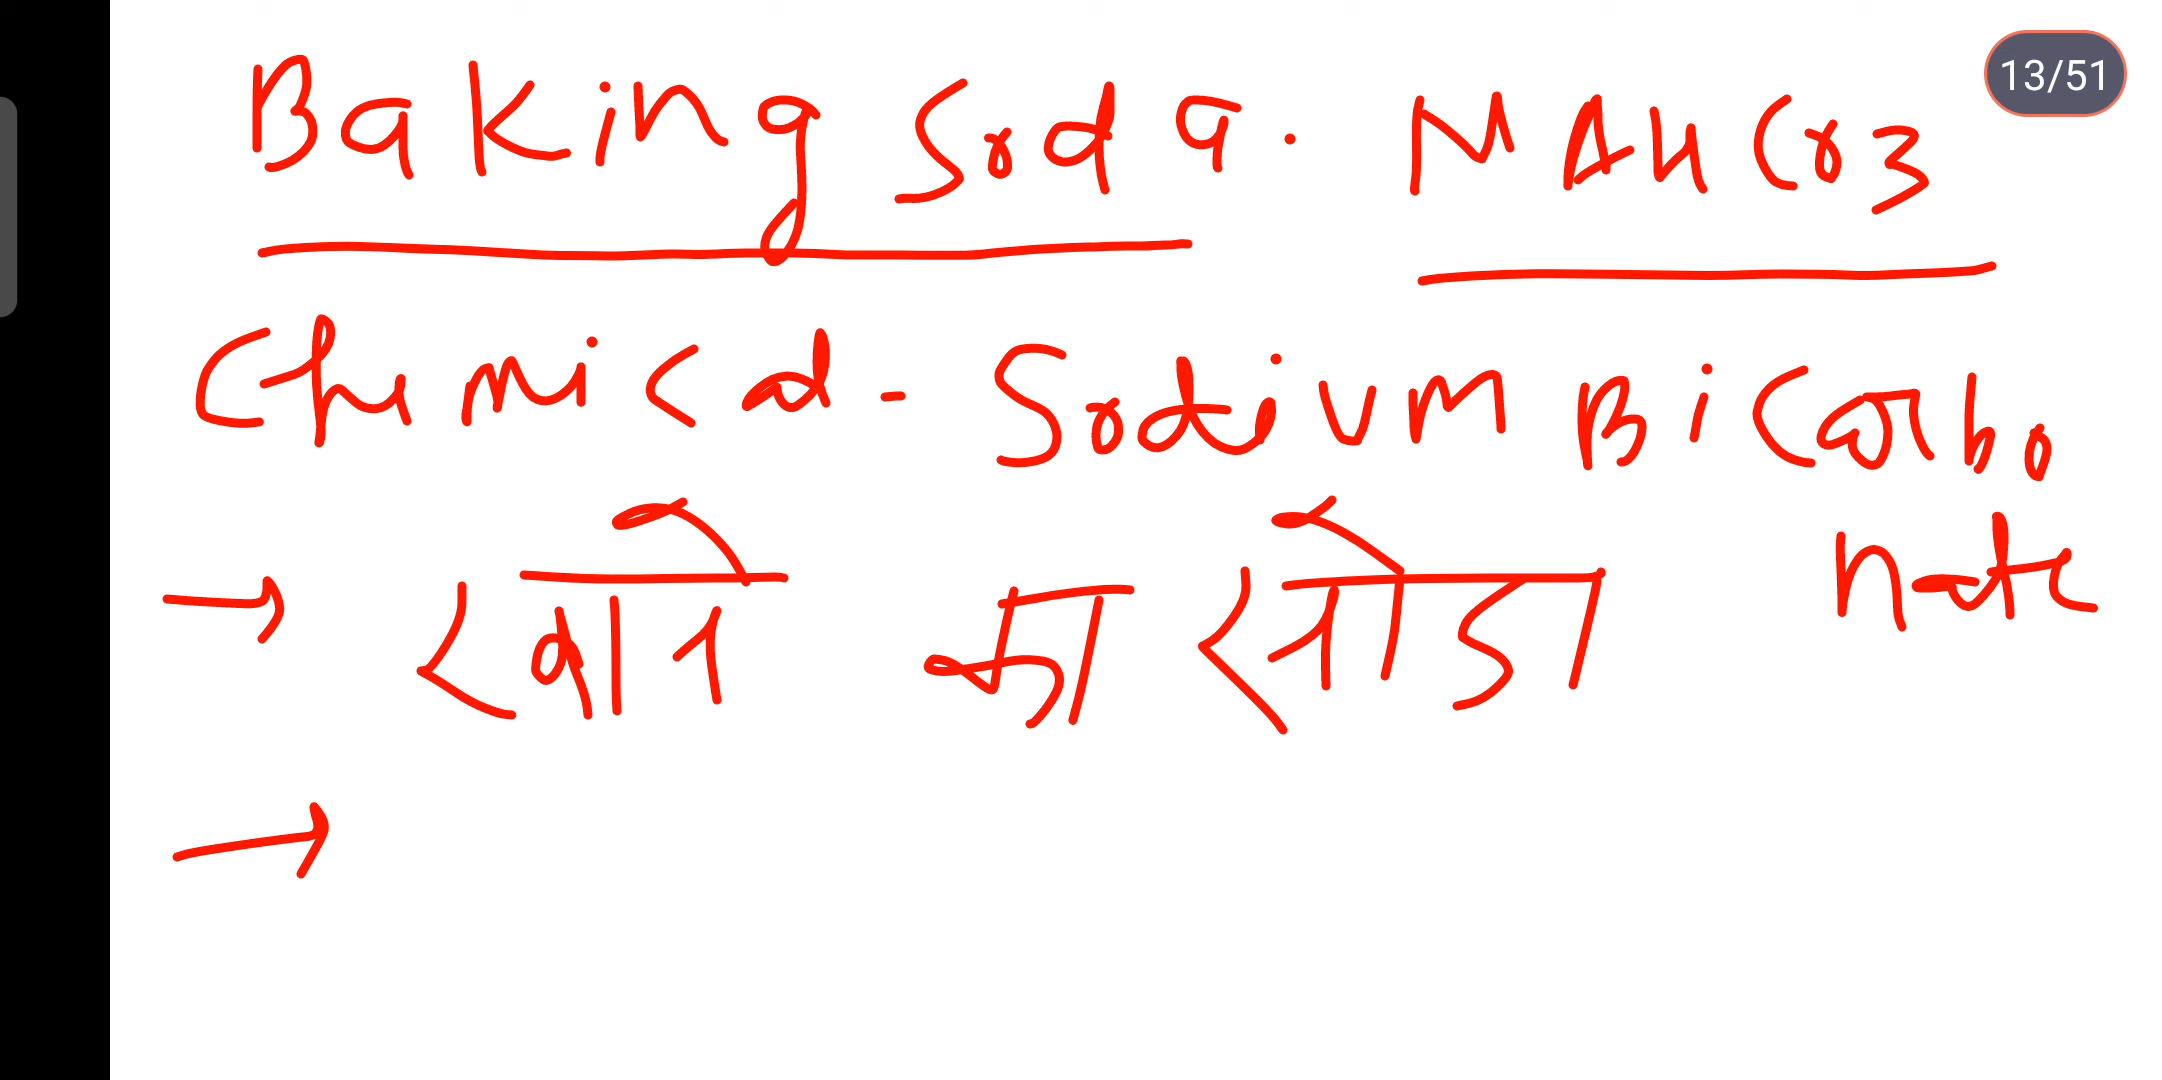 Baking Soda. NAHCO3
13/51
Chemical - Sodium Bicarbo
nate
→ खाने का सोडा
→